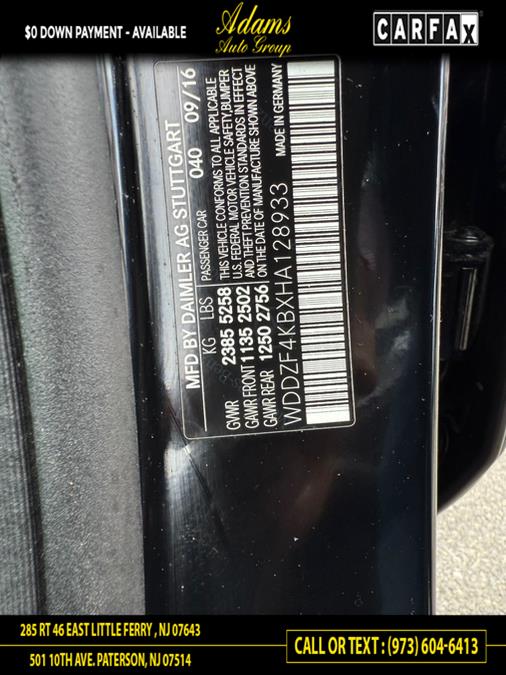 $0 DOWN PAYMENT - AVAILABLE
Adams
Auto Group
CARFAX
MFD BY DAIMLER AG STUTTGART
040 09/16
KG LBS PASSENGER CAR
GVWR 2385 5258
GAWR FRONT 1135 2502
GAWR REAR 1250 2756
THIS VEHICLE CONFORMS TO ALL APPLICABLE
U.S. FEDERAL MOTOR VEHICLE SAFETY, BUMPER
AND THEFT PREVENTION STANDARDS IN EFFECT
ON THE DATE OF MANUFACTURE SHOWN ABOVE
WDDZF4KBXHA128933 MADE IN GERMANY
285 RT 46 EAST LITTLE FERRY , NJ 07643
501 10TH AVE. PATERSON, NJ 07514
CALL OR TEXT : (973) 604-6413